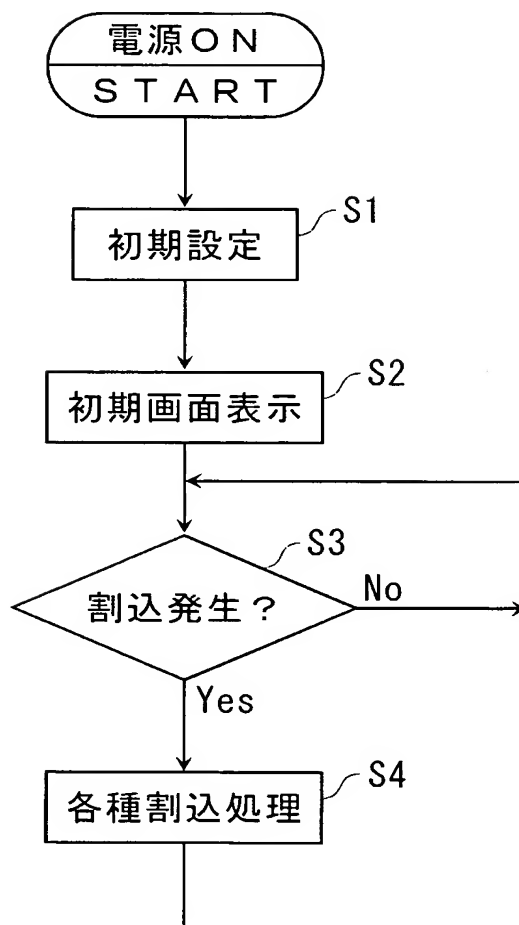 電源ON
START
S1
初期設定
S2
初期画面表示
S3
割込発生?
No
Yes
S4
各種割込処理